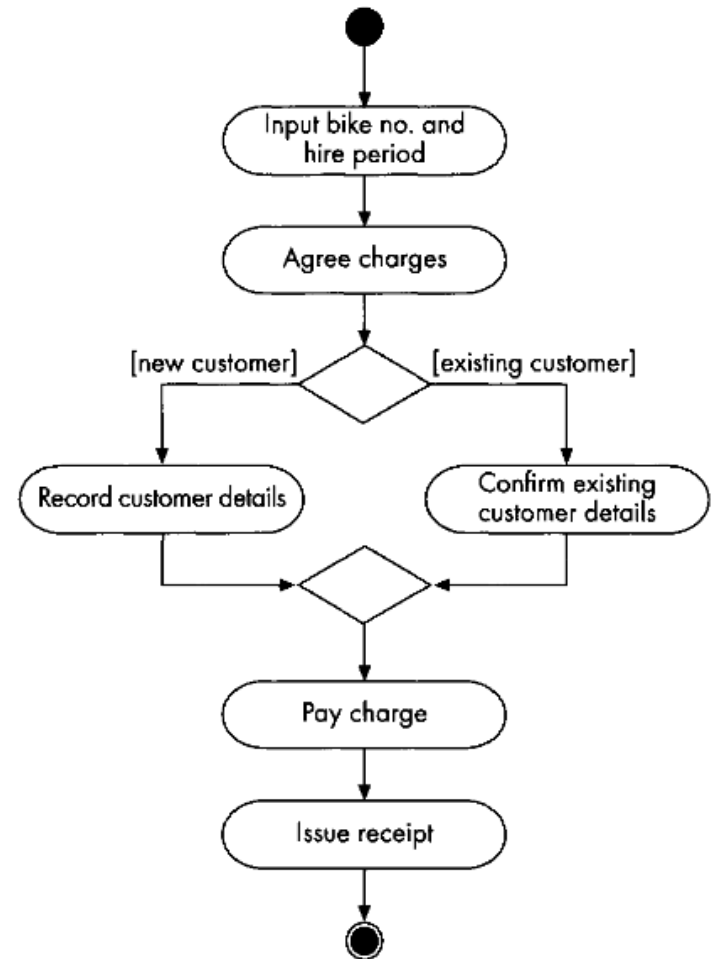 Input bike no. and
hire period
Agree charges
[new customer]
[existing customer]
Record customer details
Confirm existing
customer details
Pay charge
Issue receipt